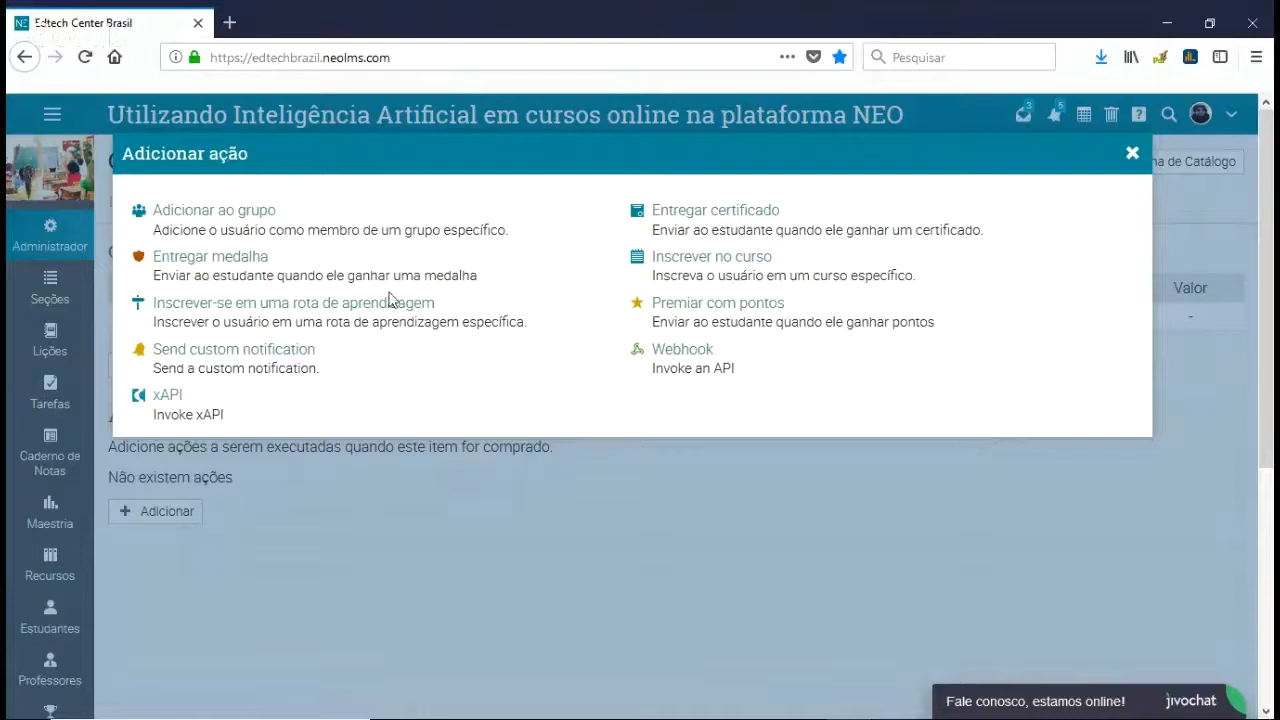 Edtech Center Brasil
https://edtechbrazil.neolms.com
Pesquisar
Utilizando Inteligência Artificial em cursos online na plataforma NEO
3
5
Adicionar ação
na de Catálogo
Adicionar ao grupo
Adicione o usuário como membro de um grupo específico.
Entregar certificado
Enviar ao estudante quando ele ganhar um certificado.
Entregar medalha
Enviar ao estudante quando ele ganhar uma medalha
Inscrever no curso
Inscreva o usuário em um curso específico.
Inscrever-se em uma rota de aprendizagem
Inscrever o usuário em uma rota de aprendizagem específica.
Premiar com pontos
Enviar ao estudante quando ele ganhar pontos
Send custom notification
Send a custom notification.
Webhook
Invoke an API
xAPI
Invoke xAPI
Valor
-
Adicione ações a serem executadas quando este item for comprado.
Não existem ações
+ Adicionar
Administrador
Seções
Lições
Tarefas
Caderno de
Notas
Maestria
Recursos
Estudantes
Professores
Fale conosco, estamos online!
jivochat